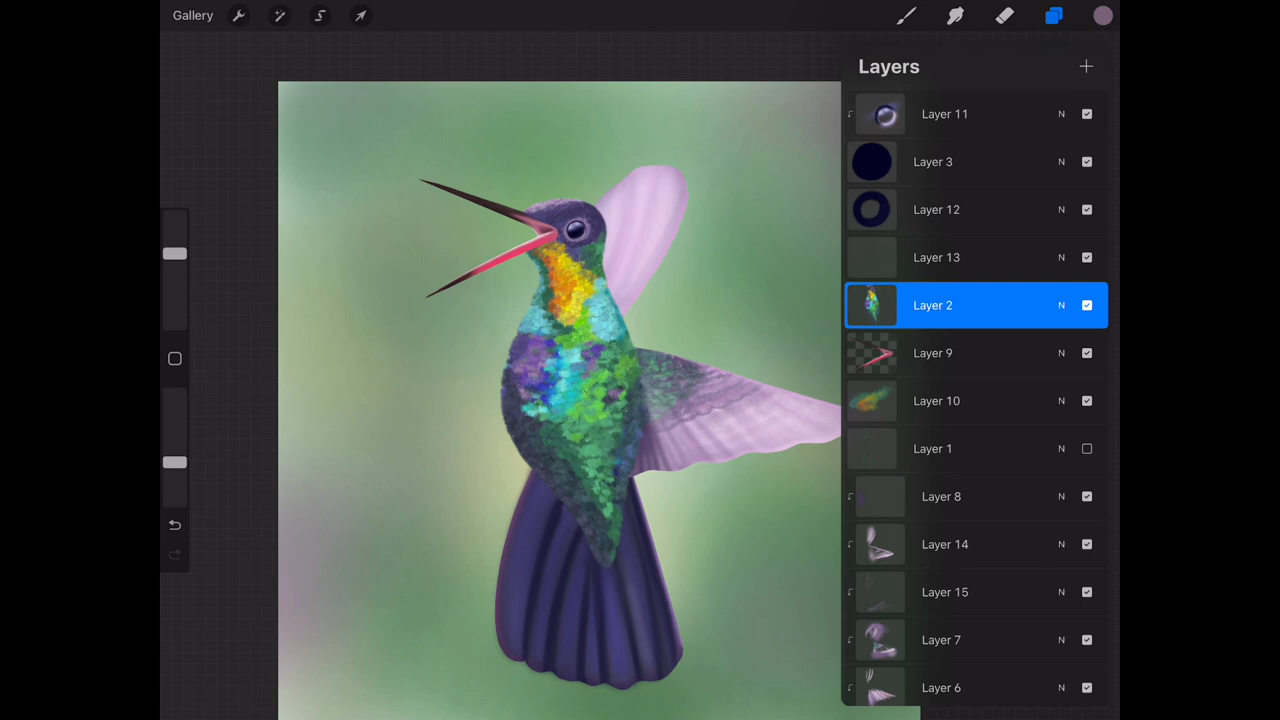 Gallery
Layers
Layer 11 N
Layer 3 N
Layer 12 N
Layer 13 N
Layer 2 N
Layer 9 N
Layer 10 N
Layer 1 N
Layer 8 N
Layer 14 N
Layer 15 N
Layer 7 N
Layer 6 N